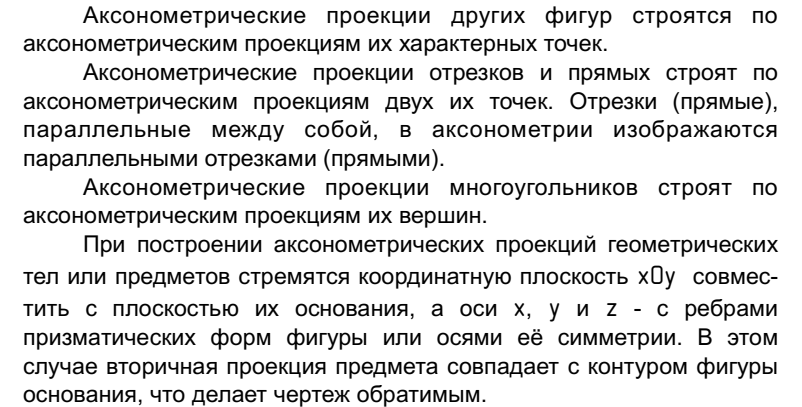 Аксонометрические проекции других фигур строятся по
аксонометрическим проекциям их характерных точек.
Аксонометрические проекции отрезков и прямых строят по
аксонометрическим проекциям двух их точек. Отрезки (прямые),
параллельные между собой, в аксонометрии изображаются
параллельными отрезками (прямыми).
Аксонометрические проекции многоугольников строят по
аксонометрическим проекциям их вершин.
При построении аксонометрических проекций геометрических
тел или предметов стремятся координатную плоскость x0y совмес-
тить с плоскостью их основания, а оси x, y и z - с ребрами
призматических форм фигуры или осями её симметрии. В этом
случае вторичная проекция предмета совпадает с контуром фигуры
основания, что делает чертеж обратимым.